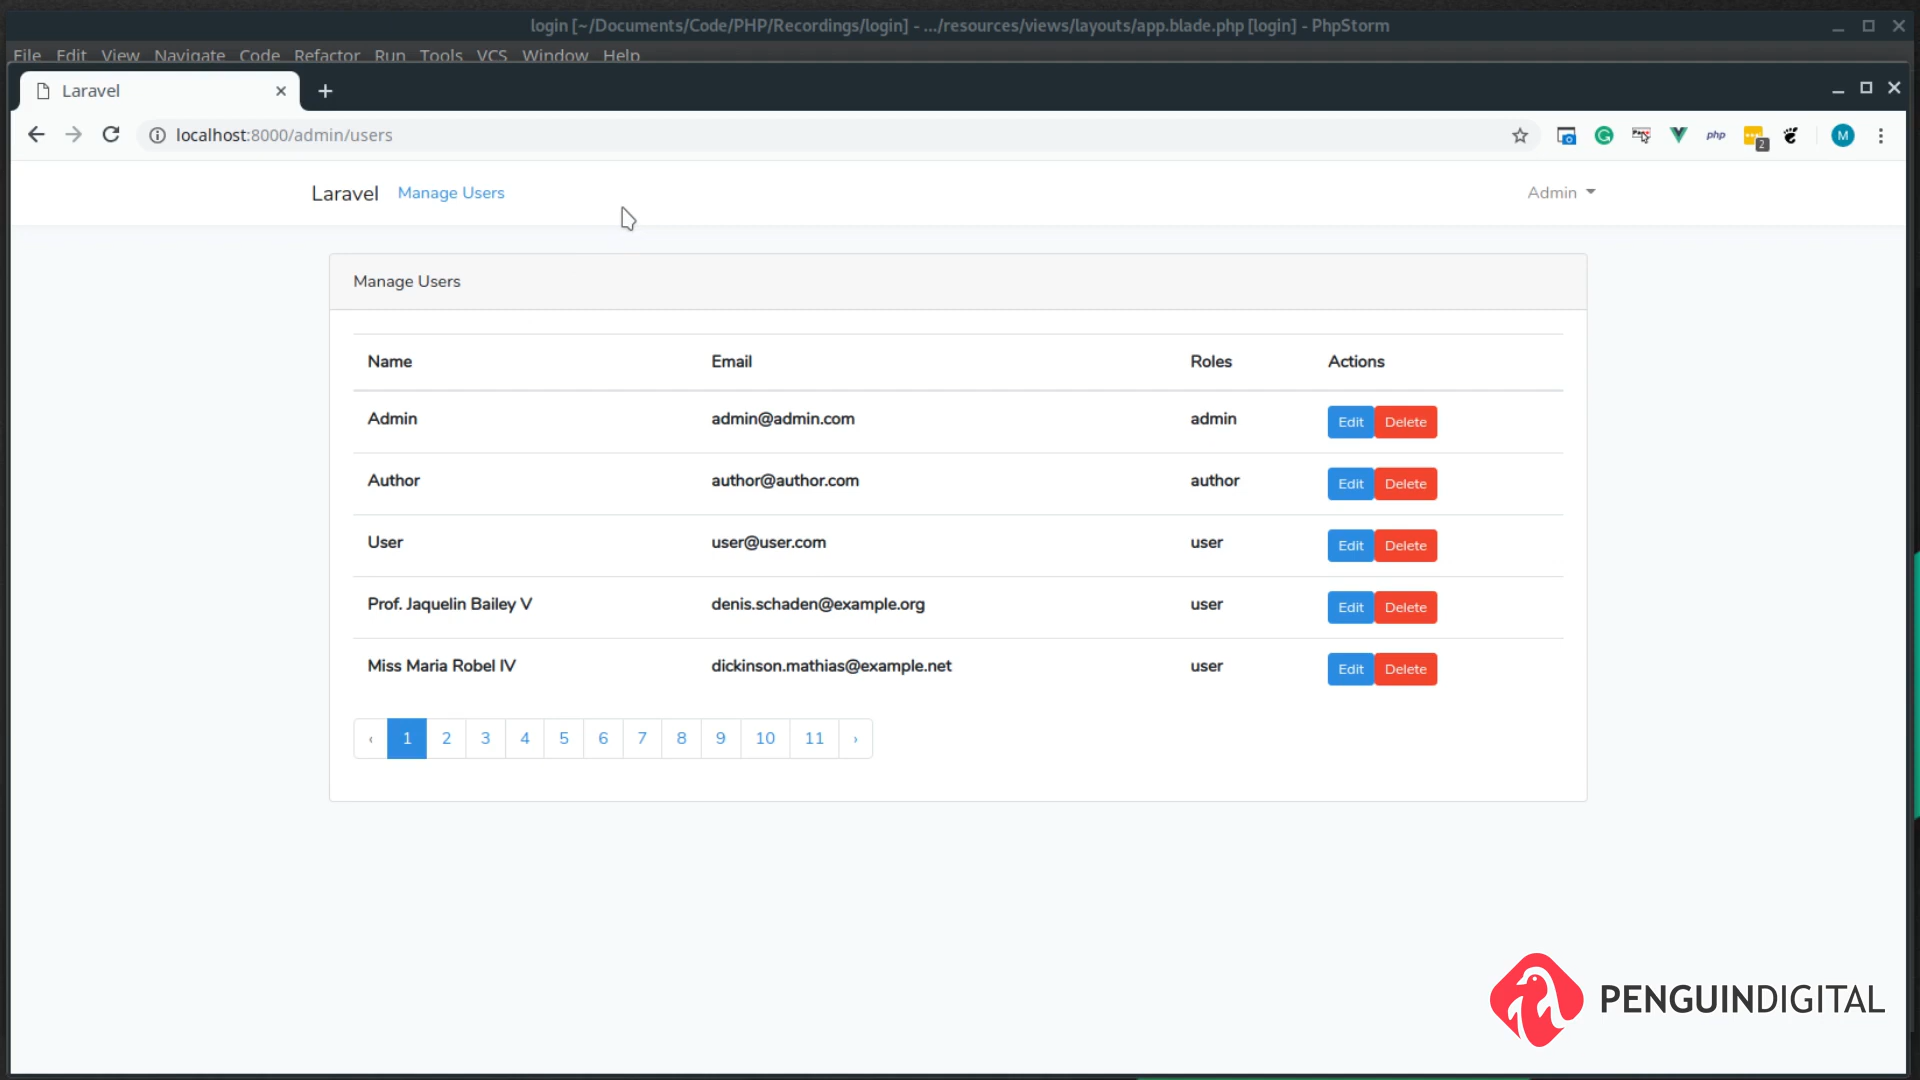 login [~/Documents/Code/PHP/Recordings/login] - .../resources/views/layouts/app.blade.php [login] - PhpStorm
File Edit View Navigate Code Refactor Run Tools VCS Window Help
Laravel
localhost:8000/admin/users
php
2
M
Laravel Manage Users Admin
Manage Users
Name Email Roles Actions
Admin admin@admin.com admin Edit Delete
Author author@author.com author Edit Delete
User user@user.com user Edit Delete
Prof. Jaquelin Bailey V denis.schaden@example.org user Edit Delete
Miss Maria Robel IV dickinson.mathias@example.net user Edit Delete
‹ 1 2 3 4 5 6 7 8 9 10 11 ›
PENGUINDIGITAL